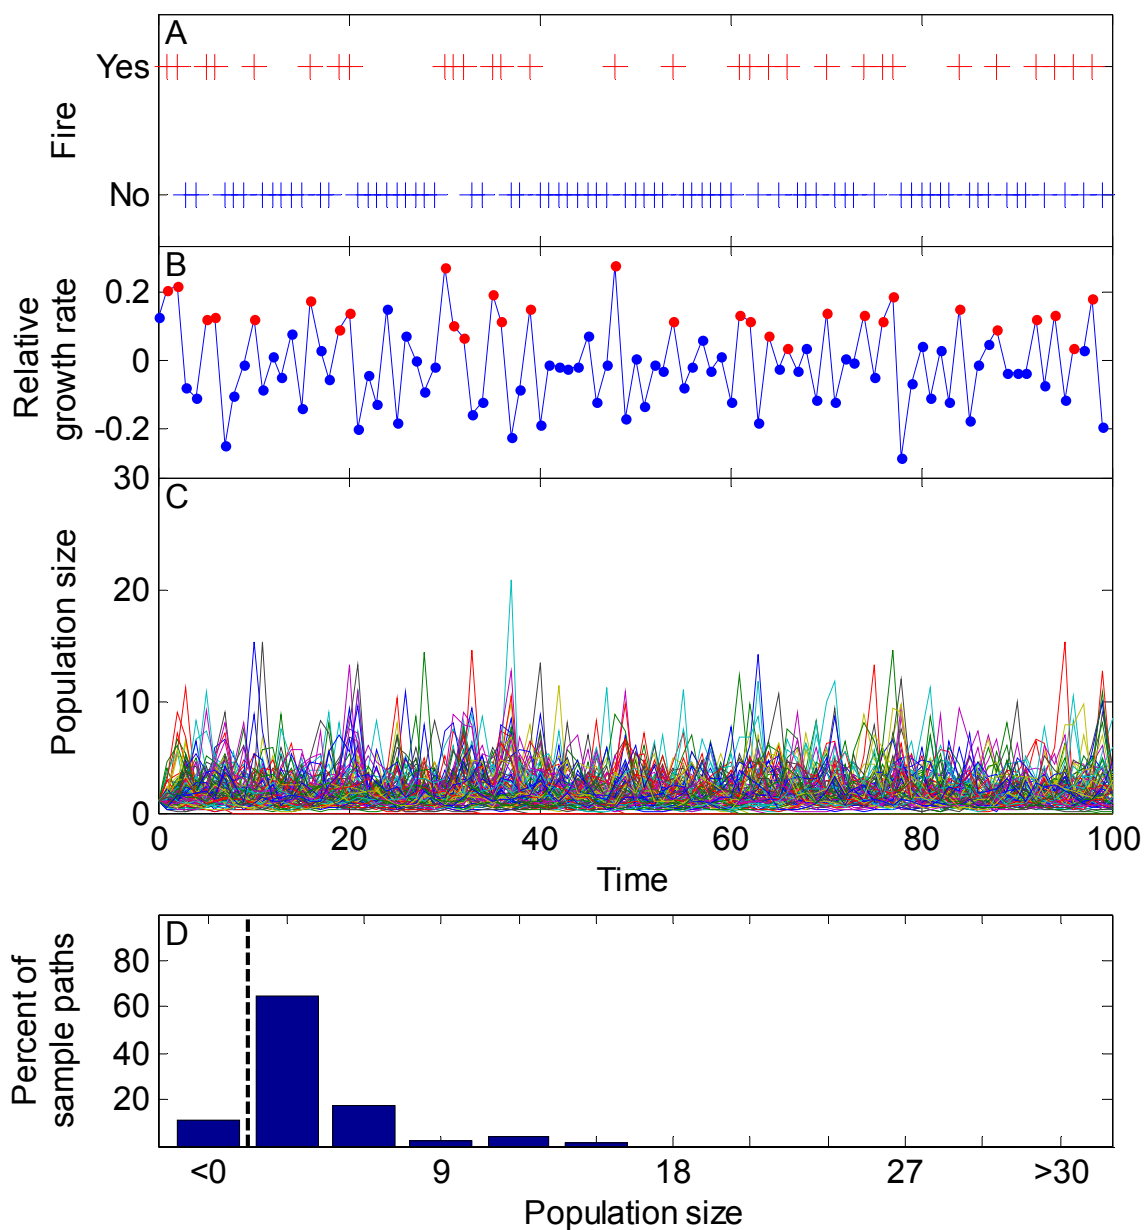 A
Yes
Fire
No
B
0.2
Relative
growth rate
0
-0.2
30
C
Population size
20
10
0
0 20 40 60 80 100
Time
D
Percent of
sample paths
80
60
40
20
<0 9 18 27 >30
Population size